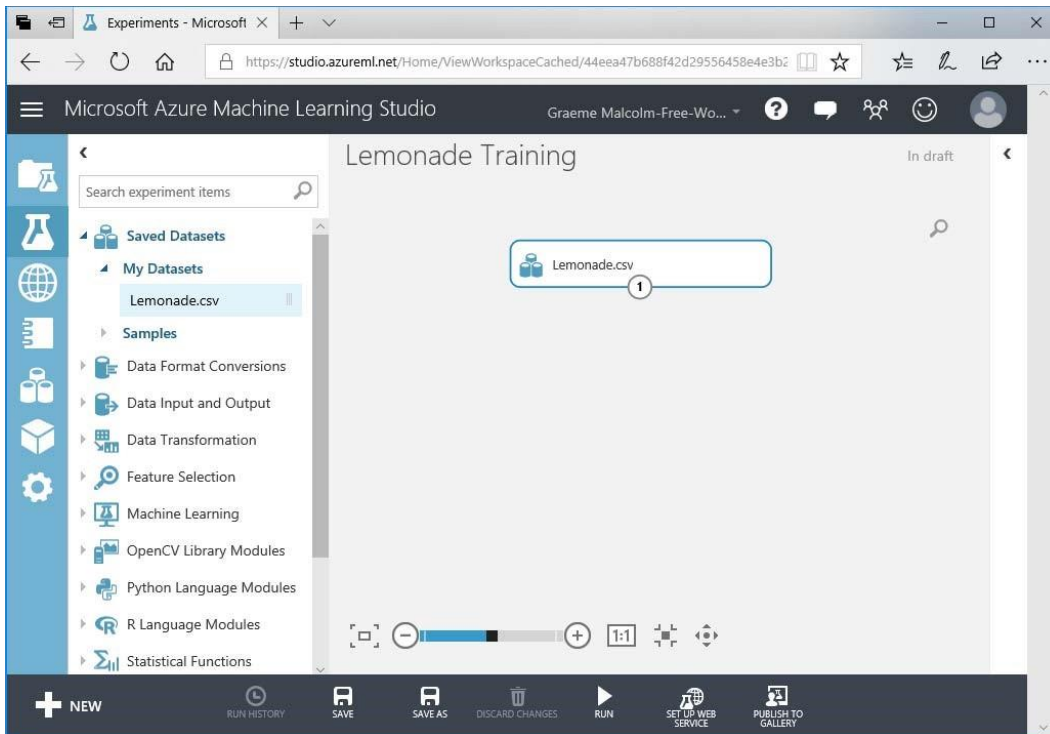 Experiments - Microsoft
https://studio.azureml.net/Home/ViewWorkspaceCached/44eea47b688f42d29556458e4e3b2
Microsoft Azure Machine Learning Studio
Graeme Malcolm-Free-Wo...
Search experiment items
Saved Datasets
My Datasets
Lemonade.csv
Samples
Data Format Conversions
Data Input and Output
Data Transformation
Feature Selection
Machine Learning
OpenCV Library Modules
Python Language Modules
R Language Modules
Statistical Functions
Lemonade Training
In draft
Lemonade.csv
1
1:1
NEW
RUN HISTORY
SAVE
SAVE AS
DISCARD CHANGES
RUN
SET UP WEB
SERVICE
PUBLISH TO
GALLERY